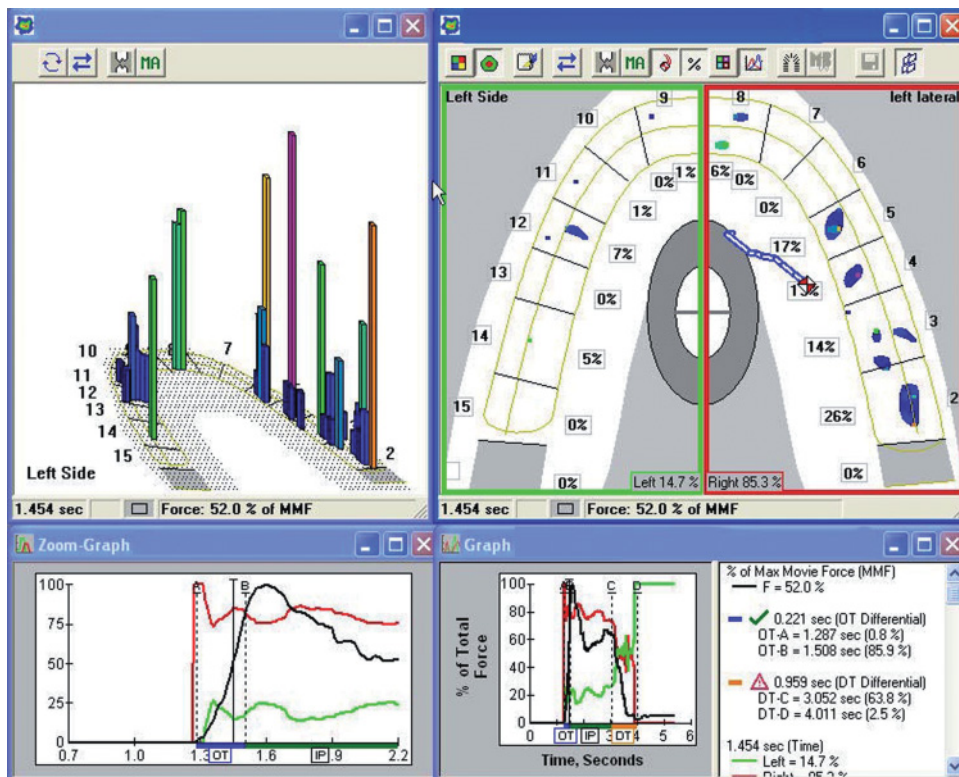 MA
Left Side
10
7
11
12
13
14
15
2
Left Side
1.454 sec
Force: 52.0 % of MMF
MA
%
Left Side
left lateral
9
8
10
7
11
6
12
5
13
4
14
3
15
2
0%
1%
6%
0%
1%
0%
7%
17%
0%
14%
5%
26%
0%
0%
0%
Left 14.7 %
Right 85.3 %
1.454 sec
Force: 52.0 % of MMF
Zoom-Graph
A
B
100
75
50
25
0
0.7
1.0
1.3
OT
1.6
IP
1.9
2.2
Graph
% of Total Force
100
80
60
40
20
0
C
D
0
1
2
3
4
5
6
OT
IP
DT
Time, Seconds
% of Max Movie Force (MMF)
F = 52.0 %
0.221 sec (OT Differential)
OT-A = 1.287 sec (0.8 %)
OT-B = 1.508 sec (85.9 %)
0.959 sec (DT Differential)
DT-C = 3.052 sec (63.8 %)
DT-D = 4.011 sec (2.5 %)
1.454 sec (Time)
Left = 14.7 %